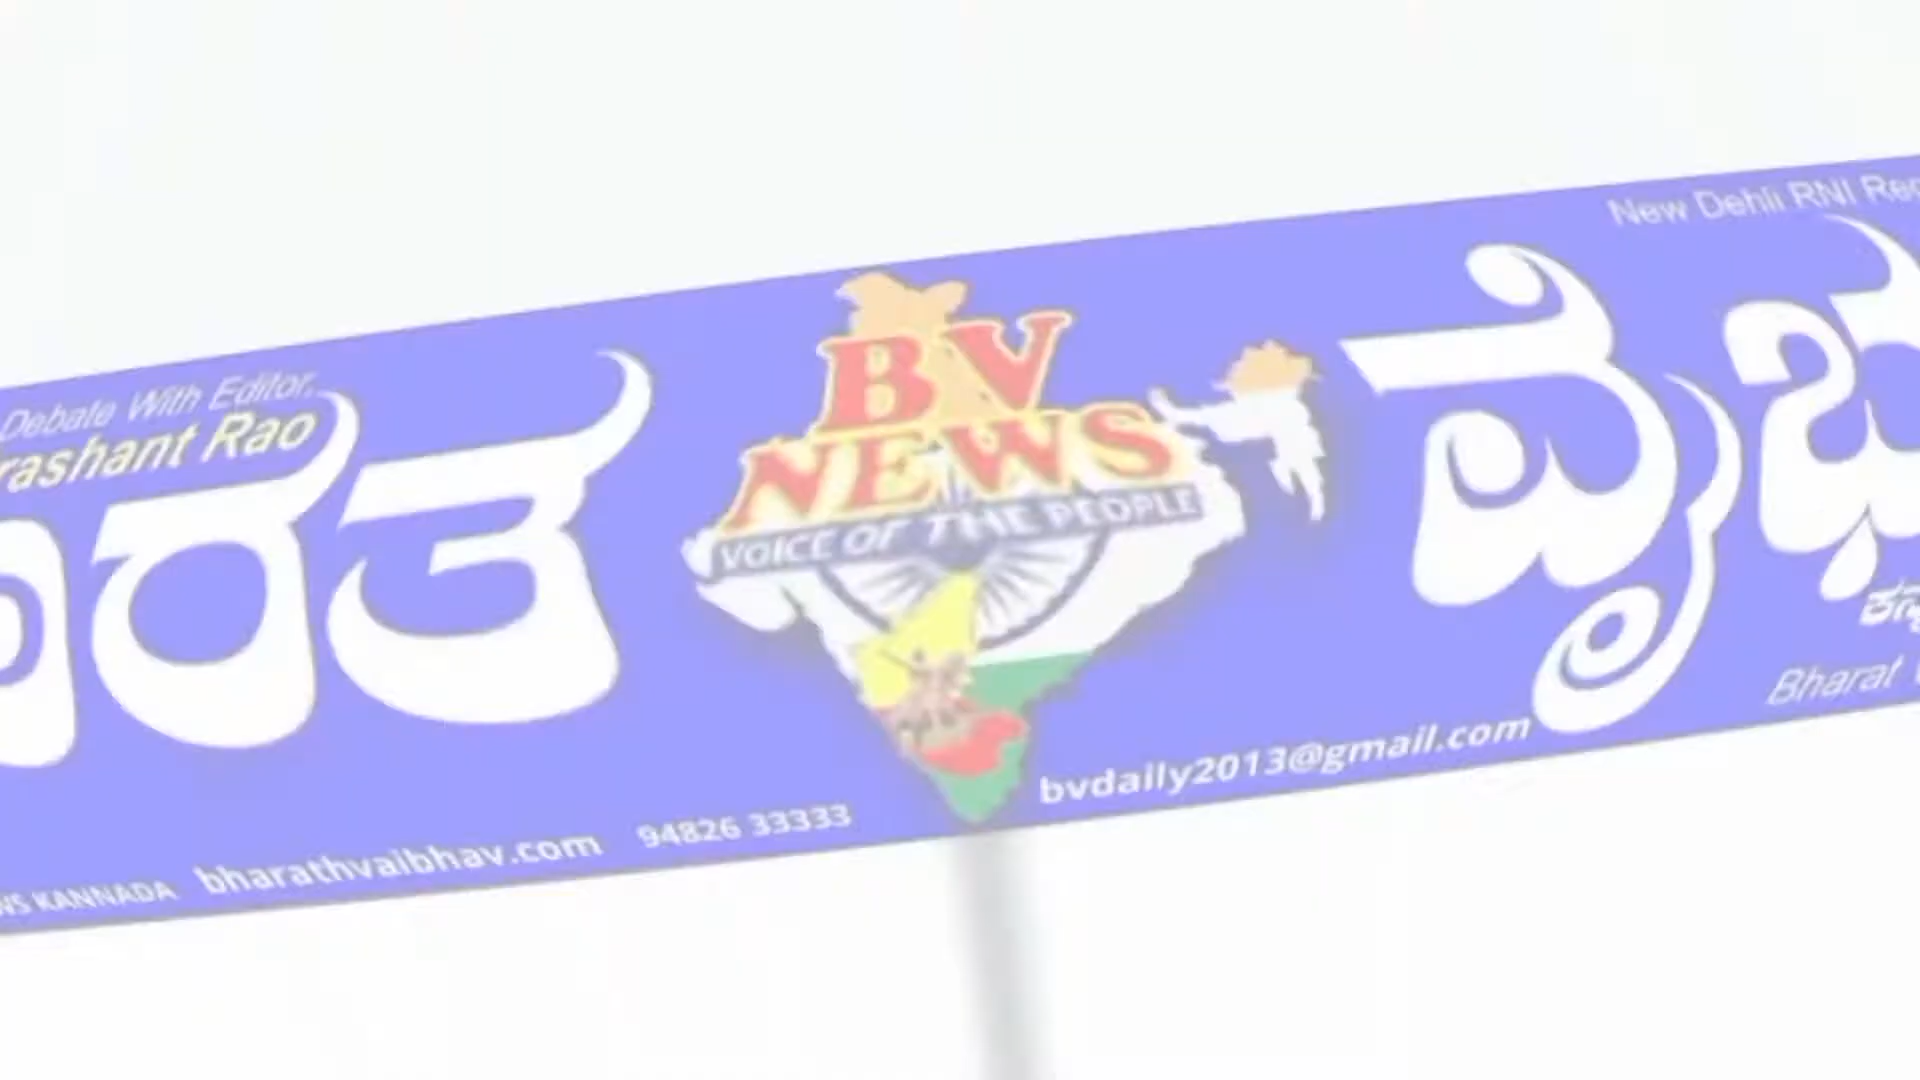 Debate With Editor,
rashant Rao
ರತ
BV
NEWS
VOICE OF THE PEOPLE
New Dehli RNI
ವೈಭ
Bharat
KANNADA bharathvaibhav.com 94826 33333 bvdaily2013@gmail.com